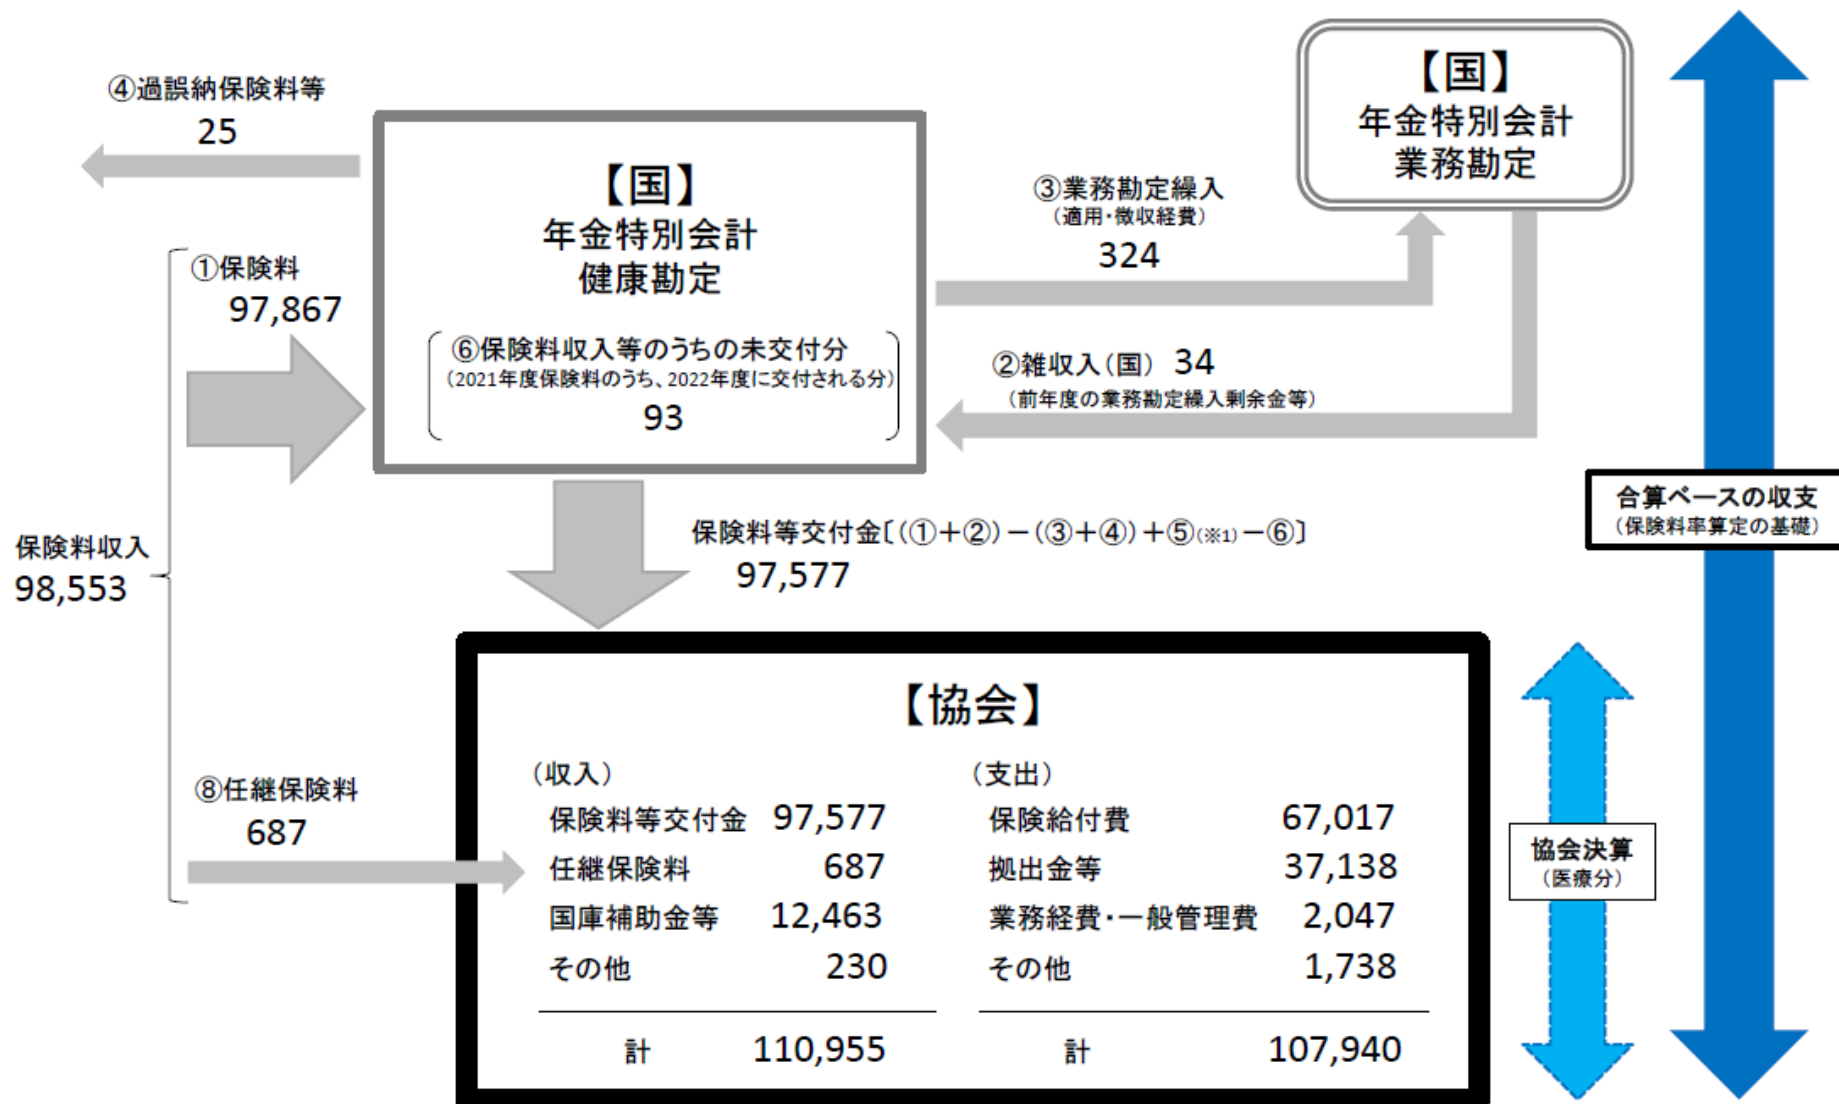 ④過誤納保険料等
25
【国】
年金特別会計
健康勘定
⑥保険料収入等のうちの未交付分
(2021年度保険料のうち、2022年度に交付される分)
93
【国】
年金特別会計
業務勘定
③業務勘定繰入
(適用・徴収経費)
324
②雑収入(国) 34
(前年度の業務勘定繰入剰余金等)
①保険料
97,867
保険料収入
98,553
保険料等交付金〔(①+②)-(③+④)+⑤(※1)-⑥〕
97,577
合算ベースの収支
(保険料率算定の基礎)
⑧任継保険料
687
【協会】
(収入)
保険料等交付金 97,577
任継保険料 687
国庫補助金等 12,463
その他 230
計 110,955
(支出)
保険給付費 67,017
拠出金等 37,138
業務経費・一般管理費 2,047
その他 1,738
計 107,940
協会決算
(医療分)